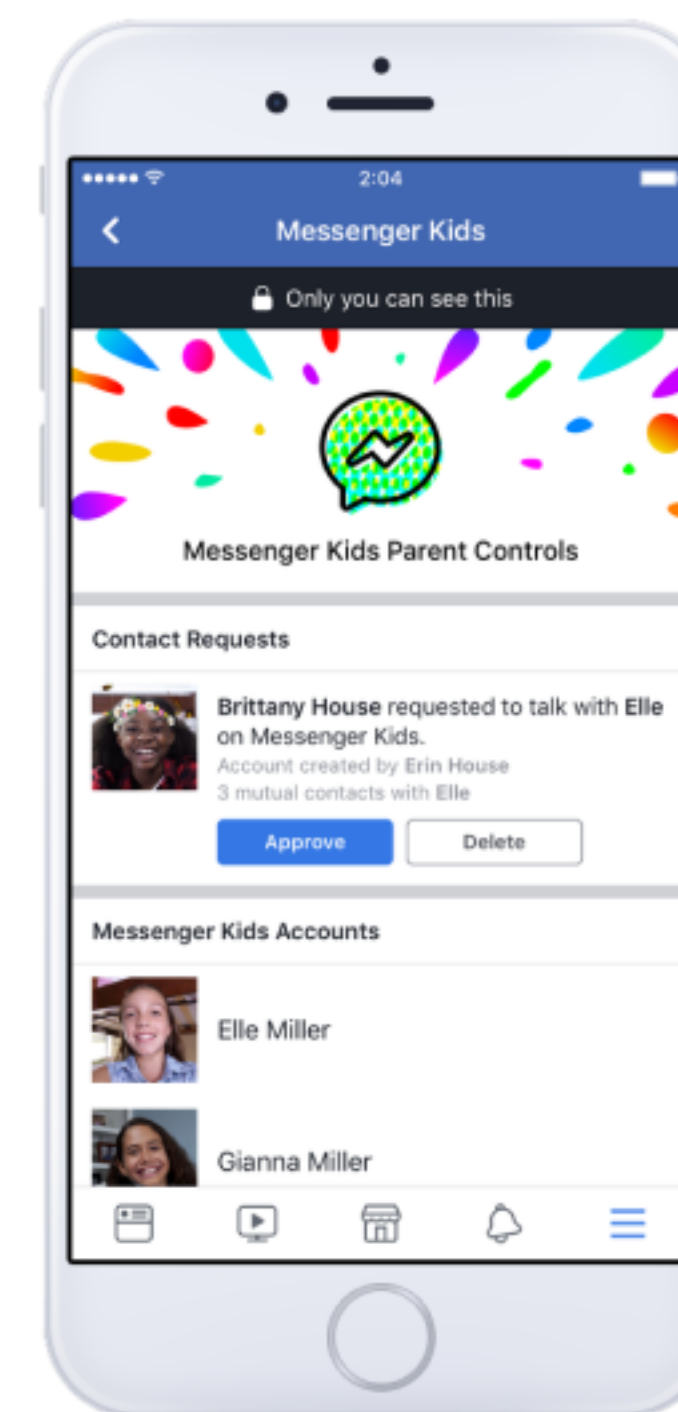 2:04
Messenger Kids
Only you can see this
Messenger Kids Parent Controls
Contact Requests
Brittany House requested to talk with Elle
on Messenger Kids.
Account created by Erin House
3 mutual contacts with Elle
Approve Delete
Messenger Kids Accounts
Elle Miller
Gianna Miller